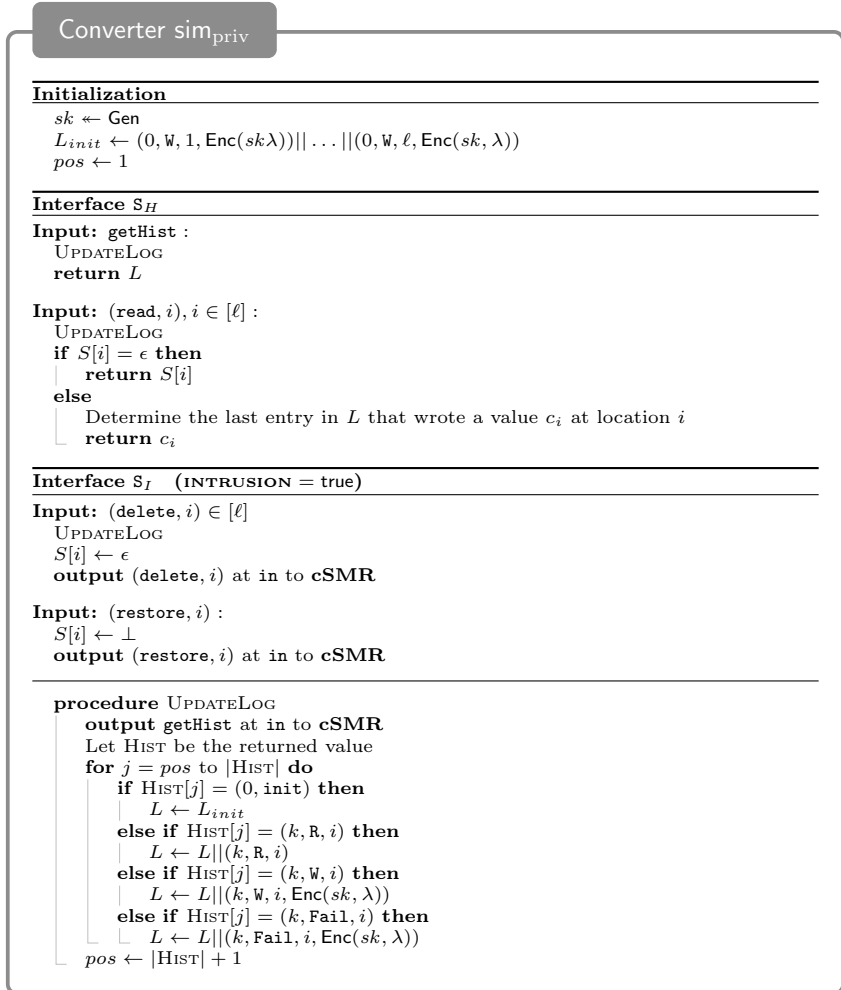 Converter sim_priv
Initialization
sk ↞ Gen
L_init ← (0, W, 1, Enc(skλ))|| . . . ||(0, W, ℓ, Enc(sk, λ))
pos ← 1
Interface S_H
Input: getHist :
UpdateLog
return L
Input: (read, i), i ∈ [ℓ] :
UpdateLog
if S[i] = ϵ then
return S[i]
else
Determine the last entry in L that wrote a value c_i at location i
return c_i
Interface S_I (intrusion = true)
Input: (delete, i) ∈ [ℓ]
UpdateLog
S[i] ← ϵ
output (delete, i) at in to cSMR
Input: (restore, i) :
S[i] ← ⊥
output (restore, i) at in to cSMR
procedure UpdateLog
output getHist at in to cSMR
Let Hist be the returned value
for j = pos to |Hist| do
if Hist[j] = (0, init) then
L ← L_init
else if Hist[j] = (k, R, i) then
L ← L||(k, R, i)
else if Hist[j] = (k, W, i) then
L ← L||(k, W, i, Enc(sk, λ))
else if Hist[j] = (k, Fail, i) then
L ← L||(k, Fail, i, Enc(sk, λ))
pos ← |Hist| + 1